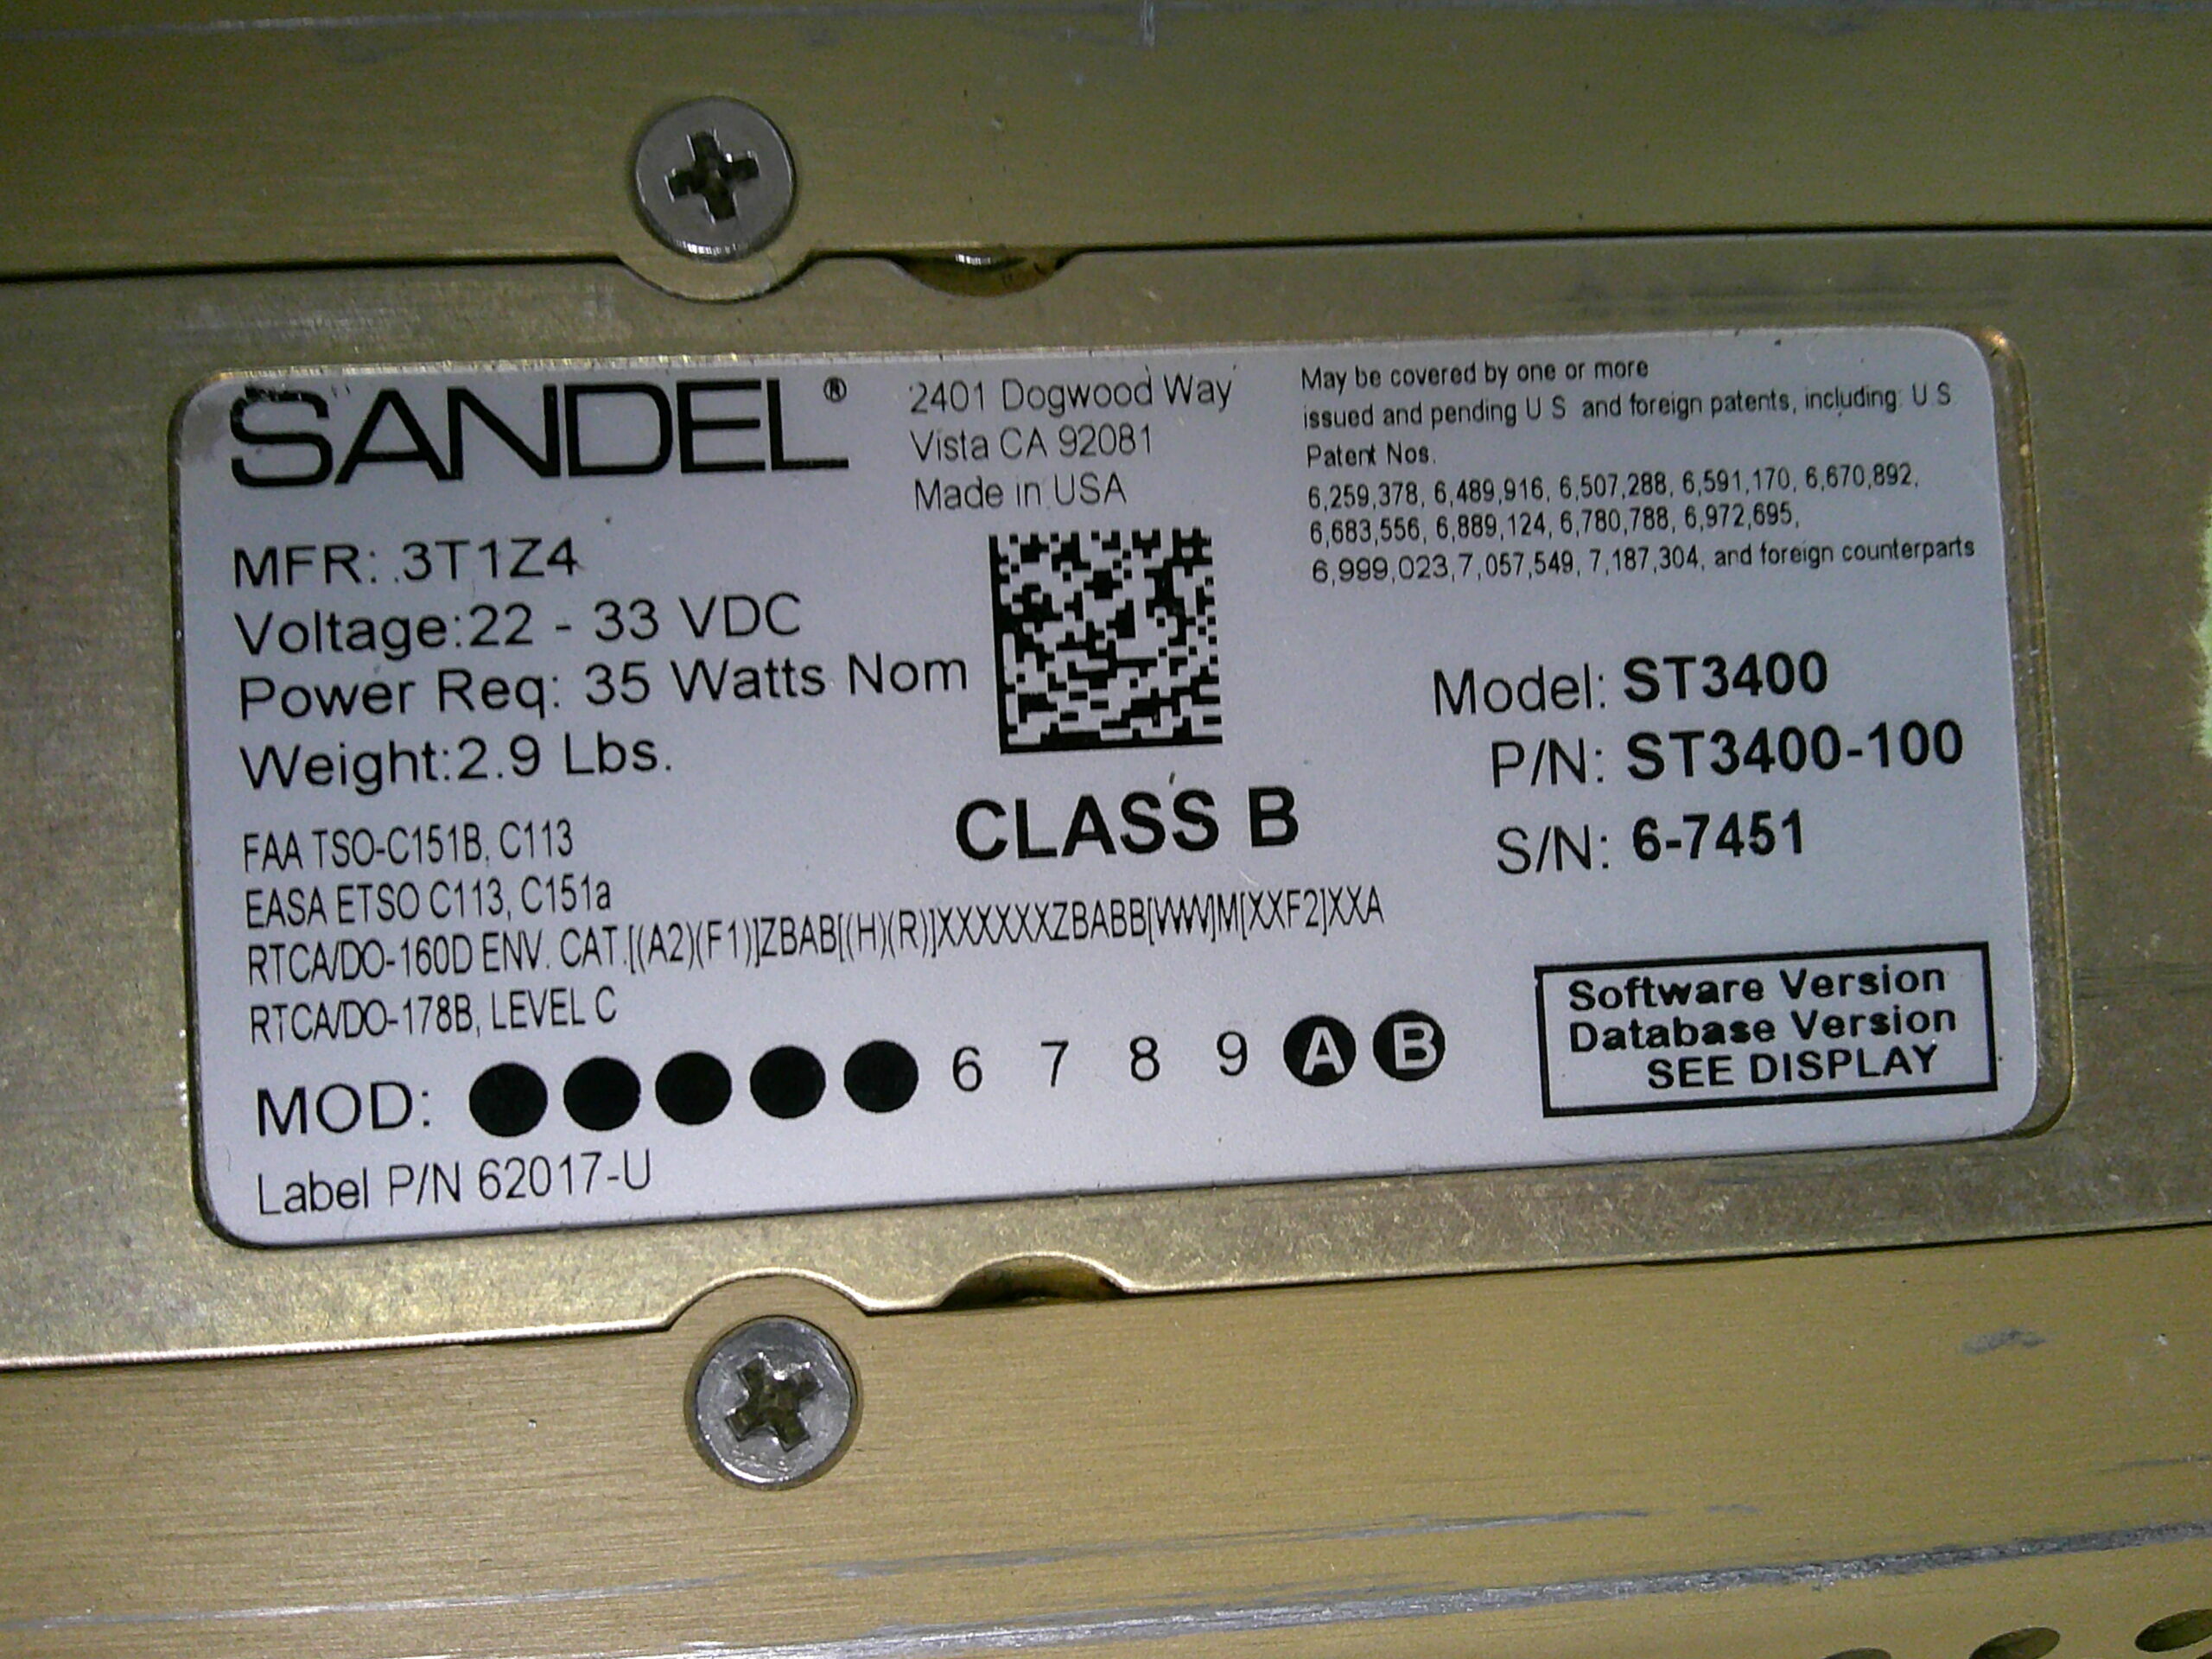 SANDEL®
2401 Dogwood Way
Vista CA 92081
Made in USA
May be covered by one or more
issued and pending U S and foreign patents, including: U S
Patent Nos.
6,259,378, 6,489,916, 6,507,288, 6,591,170, 6,670,892,
6,683,556, 6,889,124, 6,780,788, 6,972,695,
6,999,023,7,057,549, 7,187,304, and foreign counterparts
MFR: 3T1Z4
Voltage:22 - 33 VDC
Power Req: 35 Watts Nom
Weight:2.9 Lbs.
Model: ST3400
P/N: ST3400-100
S/N: 6-7451
CLASS B
FAA TSO-C151B, C113
EASA ETSO C113, C151a
RTCA/DO-160D ENV. CAT.[(A2)(F1)]ZBAB[(H)(R)]XXXXXXZBABB[VWV]M[XXF2]XXA
RTCA/DO-178B, LEVEL C
MOD: ● ● ● ● ● 6 7 8 9 A B
Label P/N 62017-U
Software Version
Database Version
SEE DISPLAY